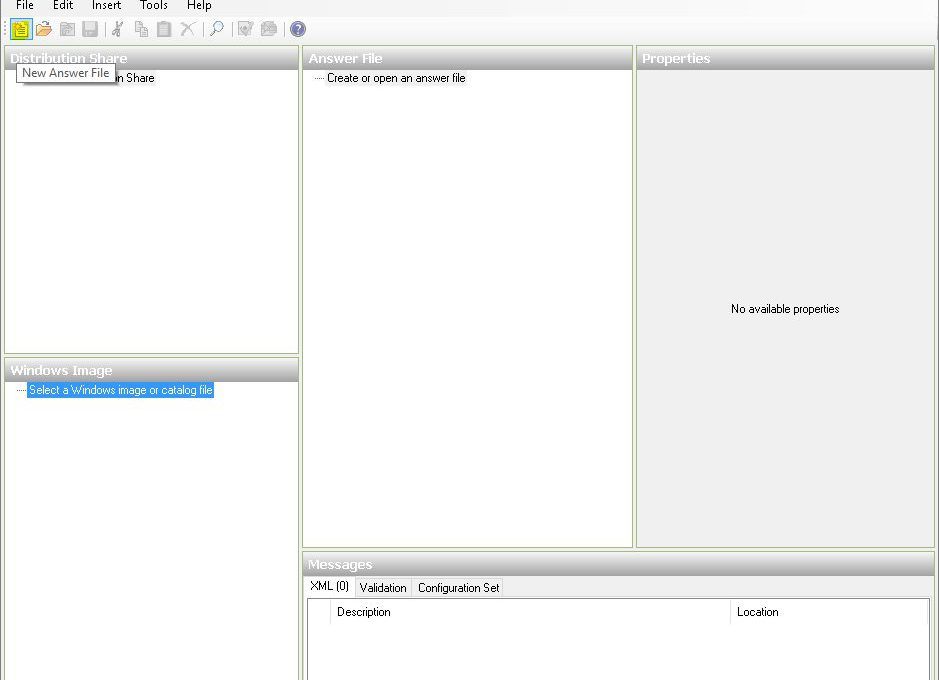 File Edit Insert Tools Help
Distribution Share
New Answer File
Share
Answer File
Create or open an answer file
Properties
No available properties
Windows Image
Select a Windows image or catalog file
Messages
XML (0) Validation Configuration Set
Description Location